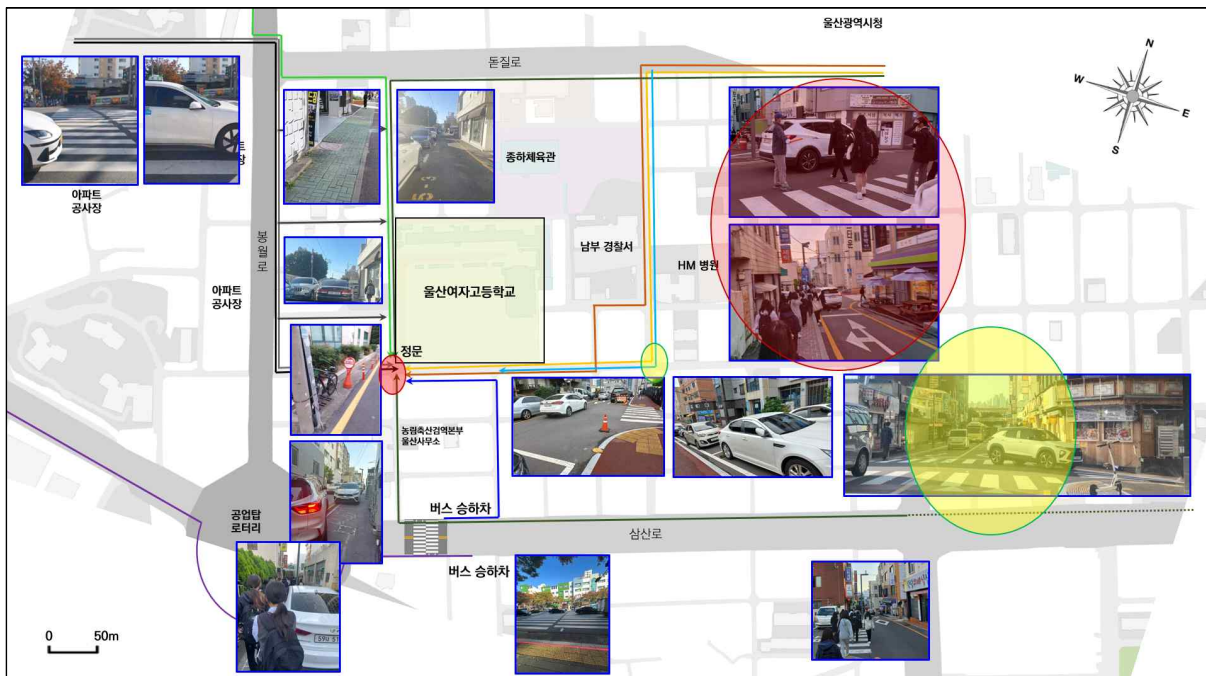 울산광역시청
N
W
E
S
돋질로
종하체육관
아파트
공사장
봉월로
남부 경찰서
HM 병원
울산여자고등학교
아파트
공사장
정문
농림축산검역본부
울산사무소
버스 승하차
공업탑
로터리
삼산로
버스 승하차
0 50m